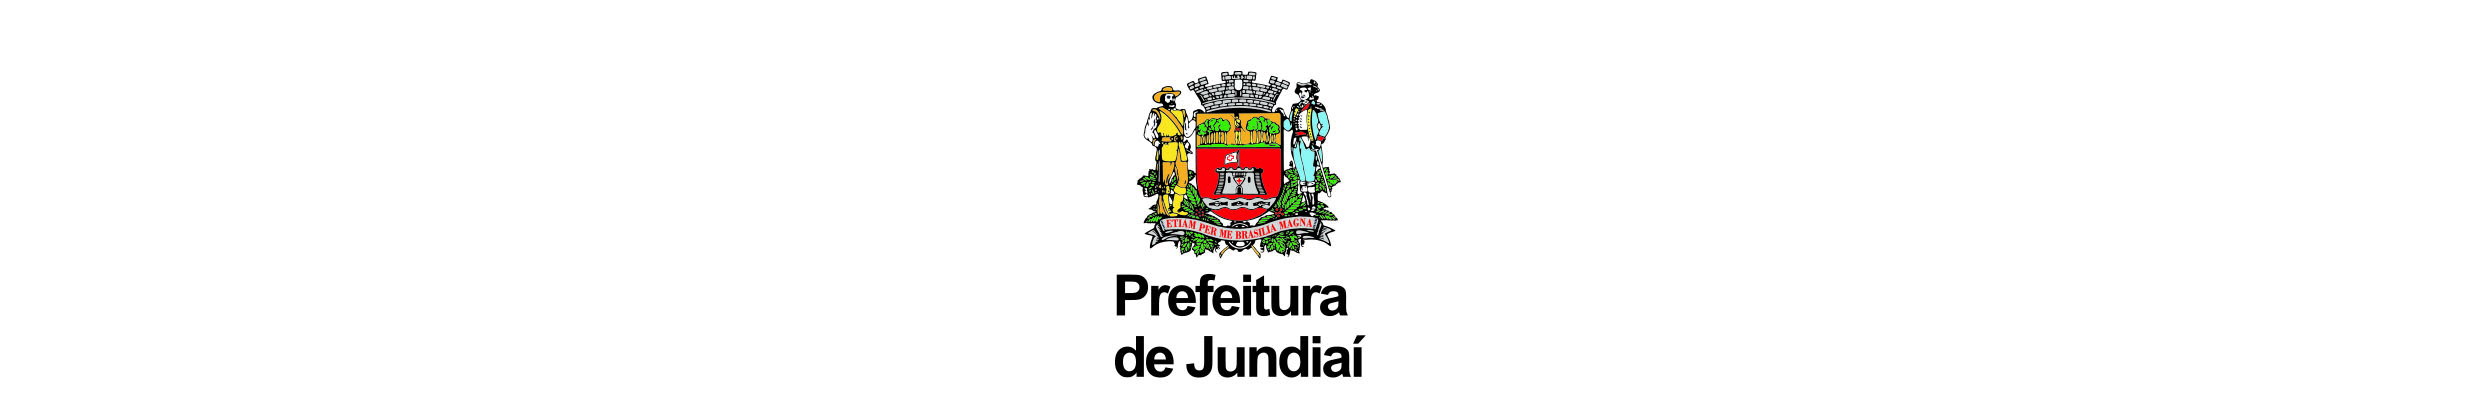 ETIAM PER ME BRASILIA MAGNA
Prefeitura
de Jundiaí